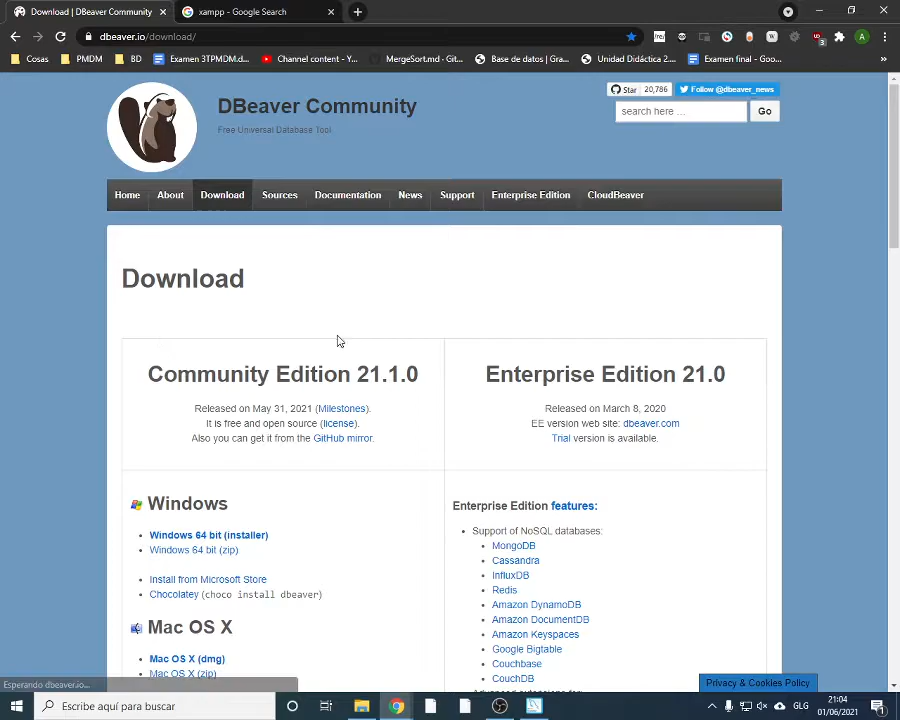 Download | DBeaver Community
xampp - Google Search
dbeaver.io/download/
Cosas
PMDM
BD
Examen 3TPMDM.d...
Channel content - Y...
MergeSort.md · Git...
Base de datos | Gra...
Unidad Didáctica 2....
Examen final - Goo...
»
DBeaver Community
Free Universal Database Tool
Star
20,786
Follow @dbeaver_news
search here ...
Go
Home
About
Download
Sources
Documentation
News
Support
Enterprise Edition
CloudBeaver
Download
Community Edition 21.1.0
Released on May 31, 2021 (Milestones).
It is free and open source (license).
Also you can get it from the GitHub mirror.
Enterprise Edition 21.0
Released on March 8, 2020
EE version web site: dbeaver.com
Trial version is available.
Windows
Windows 64 bit (installer)
Windows 64 bit (zip)
Install from Microsoft Store
Chocolatey (choco install dbeaver)
Mac OS X
Mac OS X (dmg)
Mac OS X (zip)
Enterprise Edition features:
Support of NoSQL databases:
MongoDB
Cassandra
InfluxDB
Redis
Amazon DynamoDB
Amazon DocumentDB
Amazon Keyspaces
Google Bigtable
Couchbase
CouchDB
Advanced extensions for:
Privacy & Cookies Policy
Esperando dbeaver.io...
Escribe aquí para buscar
GLG
21:04
01/06/2021